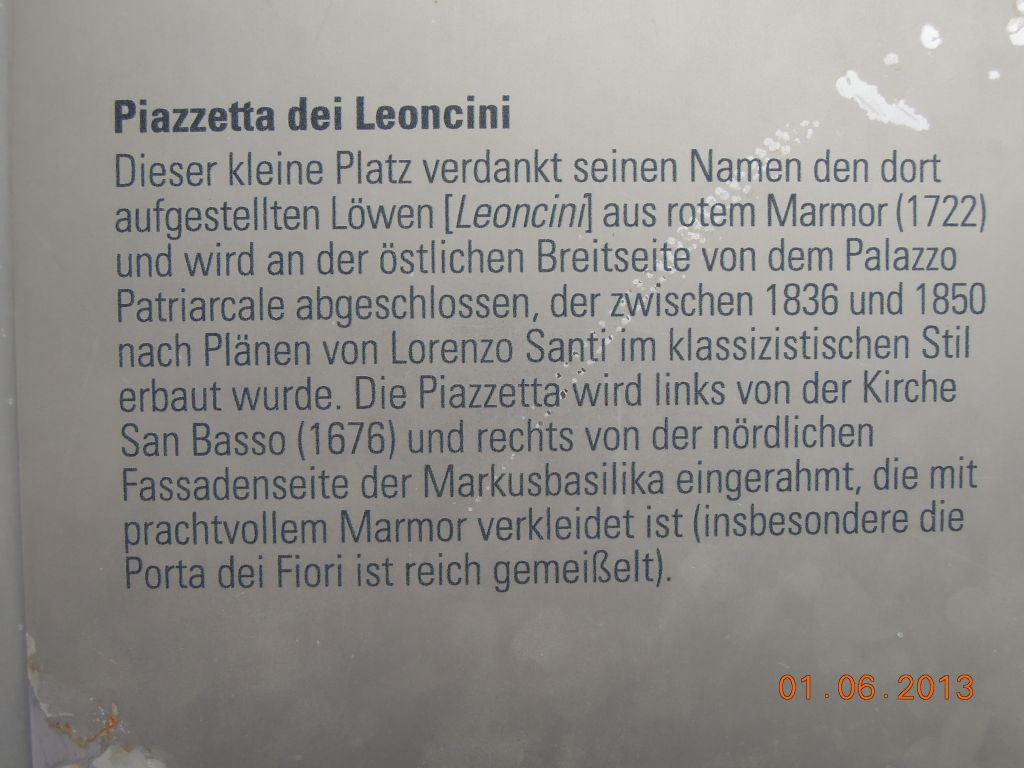 Piazzetta dei Leoncini
Dieser kleine Platz verdankt seinen Namen den dort
aufgestellten Löwen [Leoncini] aus rotem Marmor (1722)
und wird an der östlichen Breitseite von dem Palazzo
Patriarcale abgeschlossen, der zwischen 1836 und 1850
nach Plänen von Lorenzo Santi im klassizistischen Stil
erbaut wurde. Die Piazzetta wird links von der Kirche
San Basso (1676) und rechts von der nördlichen
Fassadenseite der Markusbasilika eingerahmt, die mit
prachtvollem Marmor verkleidet ist (insbesondere die
Porta dei Fiori ist reich gemeißelt).
01.06.2013